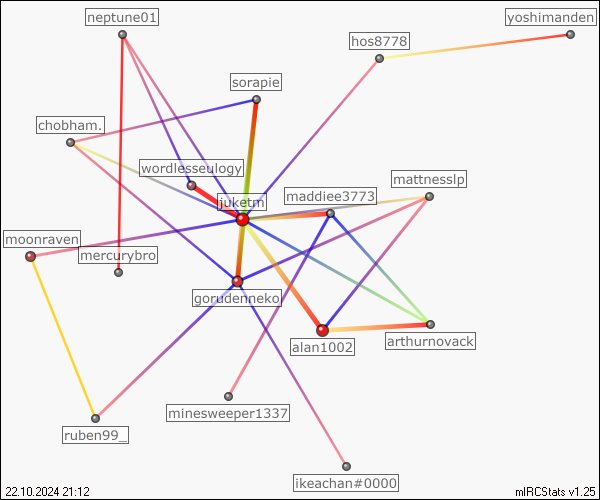 neptune01
yoshimanden
hos8778
sorapie
chobham.
wordlesseulogy
mattnesslp
maddiee3773
juketm
moonraven
mercurybro
gorudenneko
arthurnovack
alan1002
minesweeper1337
ruben99_
ikeachan#0000
22.10.2024 21:12
mIRCStats v1.25